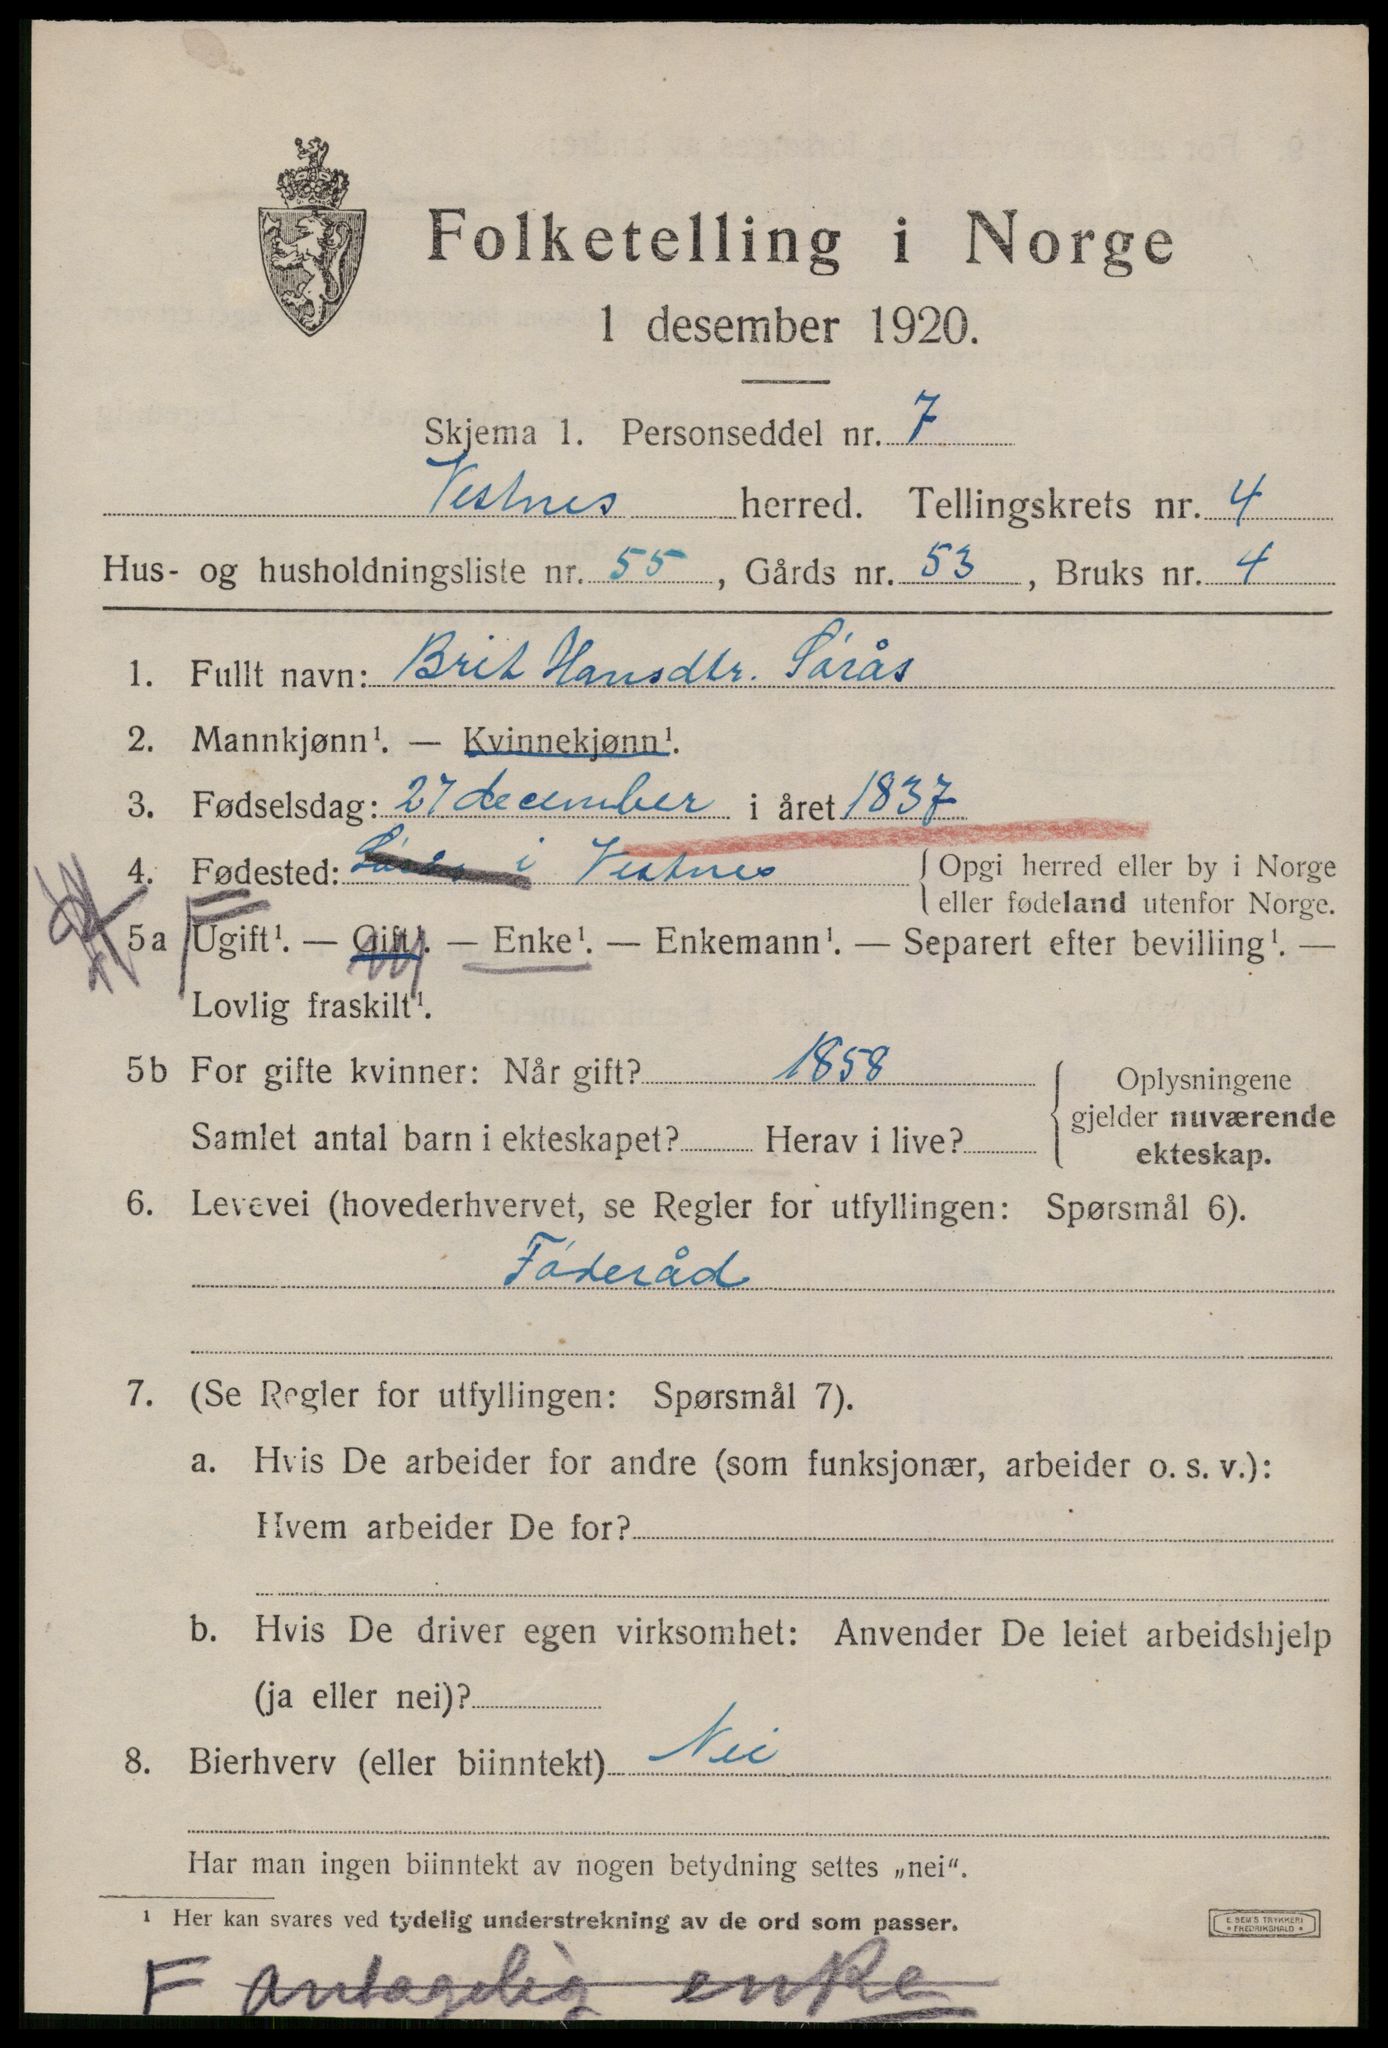 Folketelling i Norge
1 desember 1920.
Skjema 1. Personseddel nr. 7
Vestnes herred. Tellingskrets nr. 4
Hus- og husholdningsliste nr. 55, Gårds nr. 53, Bruks nr. 4
1. Fullt navn: Brit Hansdtr. Sørås
2. Mannkjønn¹. — Kvinnekjønn¹.
3. Fødselsdag: 27 december i året 1837
4. Fødested: Sørås i Vestnes { Opgi herred eller by i Norge
eller fødeland utenfor Norge.
5a Ugift¹. — Gift¹. — Enke¹. — Enkemann¹. — Separert efter bevilling¹. —
Lovlig fraskilt¹.
5b For gifte kvinner: Når gift? 1858
Samlet antal barn i ekteskapet? Herav i live?
Oplysningene
gjelder nuværende
ekteskap.
6. Levevei (hovederhvervet, se Regler for utfyllingen: Spørsmål 6).
Føderåd
7. (Se Regler for utfyllingen: Spørsmål 7).
a. Hvis De arbeider for andre (som funksjonær, arbeider o. s. v.):
Hvem arbeider De for?
b. Hvis De driver egen virksomhet: Anvender De leiet arbeidshjelp
(ja eller nei)?
8. Bierhverv (eller biinntekt) Nei
Har man ingen biinntekt av nogen betydning settes „nei“.
¹ Her kan svares ved tydelig understrekning av de ord som passer.
E. SEM'S TRYKKERI
* FREDRIKSHALD *
F antagelig enke